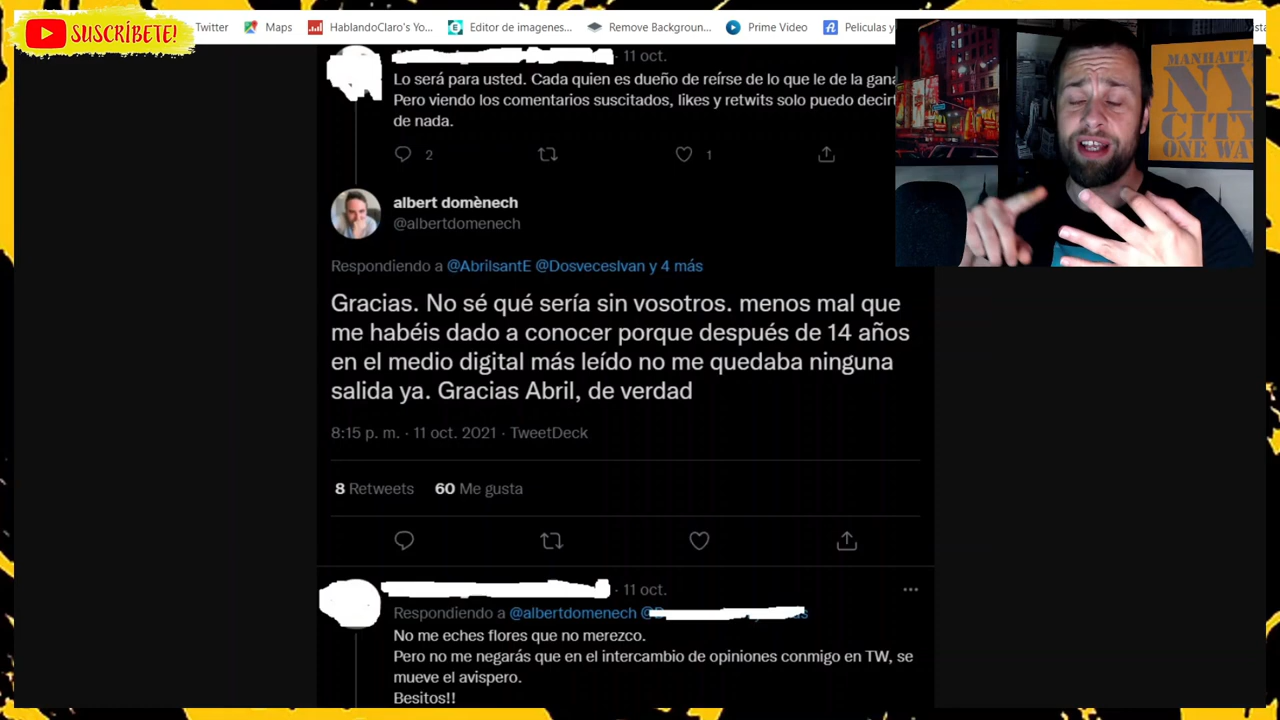 SUSCRÍBETE!
Twitter
Maps
HablandoClaro's Yo...
Editor de imagenes...
Remove Backgroun...
Prime Video
Peliculas y
MANHATTA
NY
CITY
ONE WA
· 11 oct.
Lo será para usted. Cada quien es dueño de reírse de lo que le de la gana
Pero viendo los comentarios suscitados, likes y retwits solo puedo decirt
de nada.
2
1
albert domènech
@albertdomenech
Respondiendo a @AbrilsantE @DosvecesIvan y 4 más
Gracias. No sé qué sería sin vosotros. menos mal que
me habéis dado a conocer porque después de 14 años
en el medio digital más leído no me quedaba ninguna
salida ya. Gracias Abril, de verdad
8:15 p. m. · 11 oct. 2021 · TweetDeck
8 Retweets 60 Me gusta
· 11 oct.
Respondiendo a @albertdomenech
No me eches flores que no merezco.
Pero no me negarás que en el intercambio de opiniones conmigo en TW, se
mueve el avispero.
Besitos!!